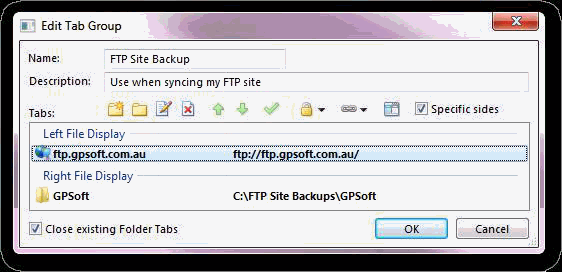 Edit Tab Group
Name: FTP Site Backup
Description: Use when syncing my FTP site
Tabs: Specific sides
Left File Display
ftp.gpsoft.com.au ftp://ftp.gpsoft.com.au/
Right File Display
GPSoft C:\FTP Site Backups\GPSoft
Close existing Folder Tabs OK Cancel